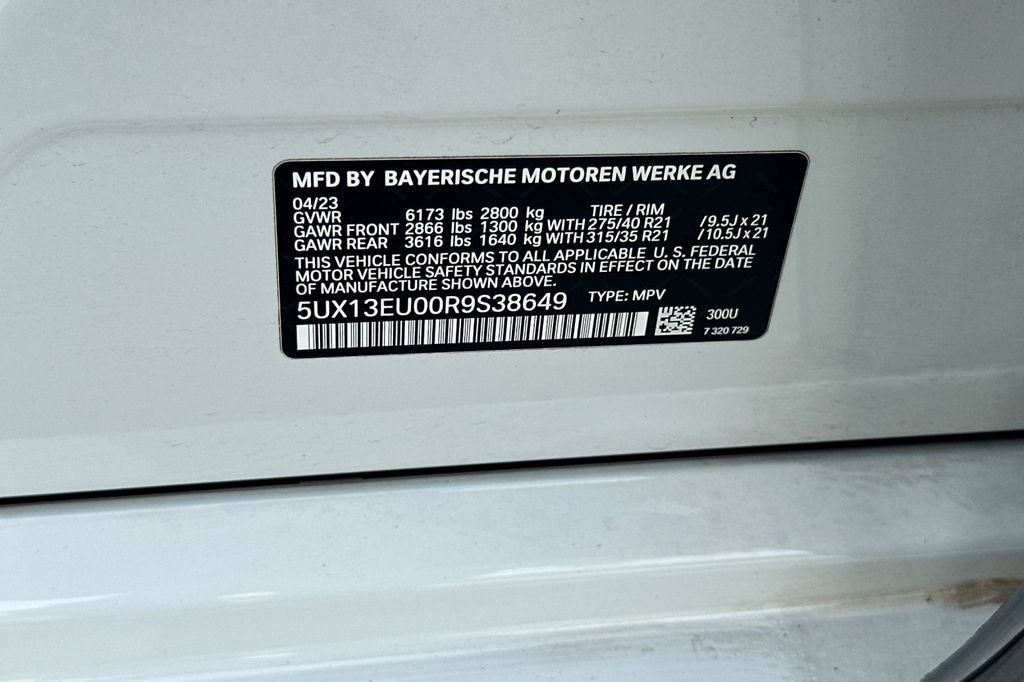 MFD BY BAYERISCHE MOTOREN WERKE AG
04/23
GVWR 6173 lbs 2800 kg TIRE / RIM
GAWR FRONT 2866 lbs 1300 kg WITH 275/40 R21 / 9.5J x 21
GAWR REAR 3616 lbs 1640 kg WITH 315/35 R21 / 10.5J x 21
THIS VEHICLE CONFORMS TO ALL APPLICABLE U. S. FEDERAL
MOTOR VEHICLE SAFETY STANDARDS IN EFFECT ON THE DATE
OF MANUFACTURE SHOWN ABOVE.
5UX13EU00R9S38649 TYPE: MPV
300U
7 320 729